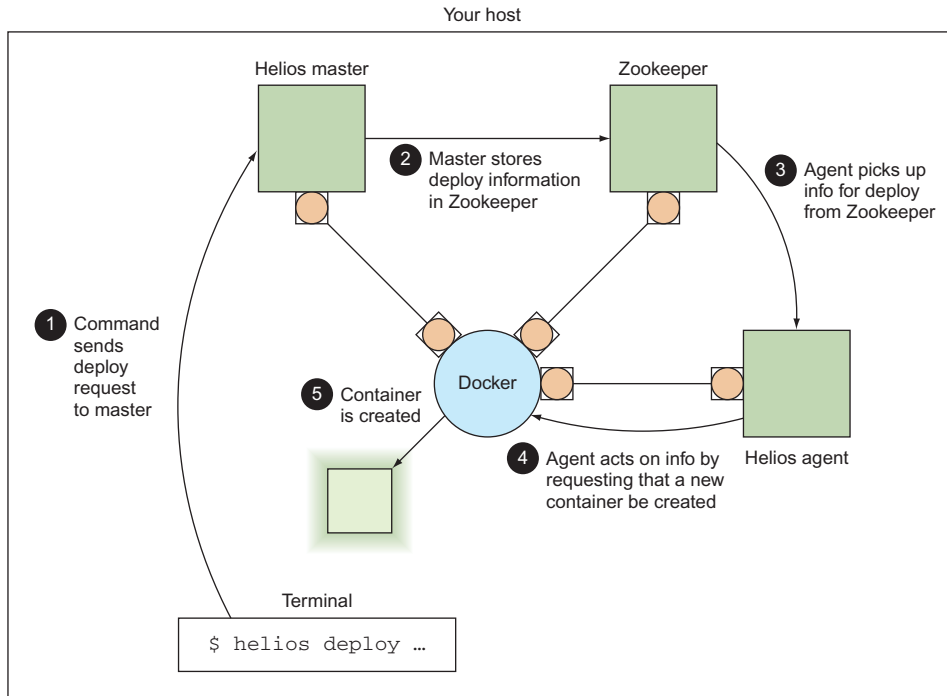 Your host
Helios master
Zookeeper
2 Master stores
deploy information
in Zookeeper
3 Agent picks up
info for deploy
from Zookeeper
1 Command
sends
deploy
request
to master
Docker
5 Container
is created
4 Agent acts on info by
requesting that a new
container be created
Helios agent
Terminal
$ helios deploy …